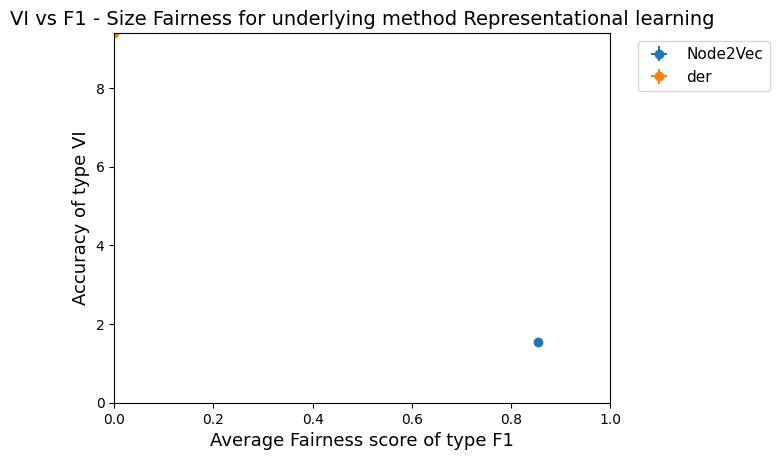 VI vs F1 - Size Fairness for underlying method Representational learning
Node2Vec
der
8
6
4
2
0
0.0 0.2 0.4 0.6 0.8 1.0
Accuracy of type VI
Average Fairness score of type F1